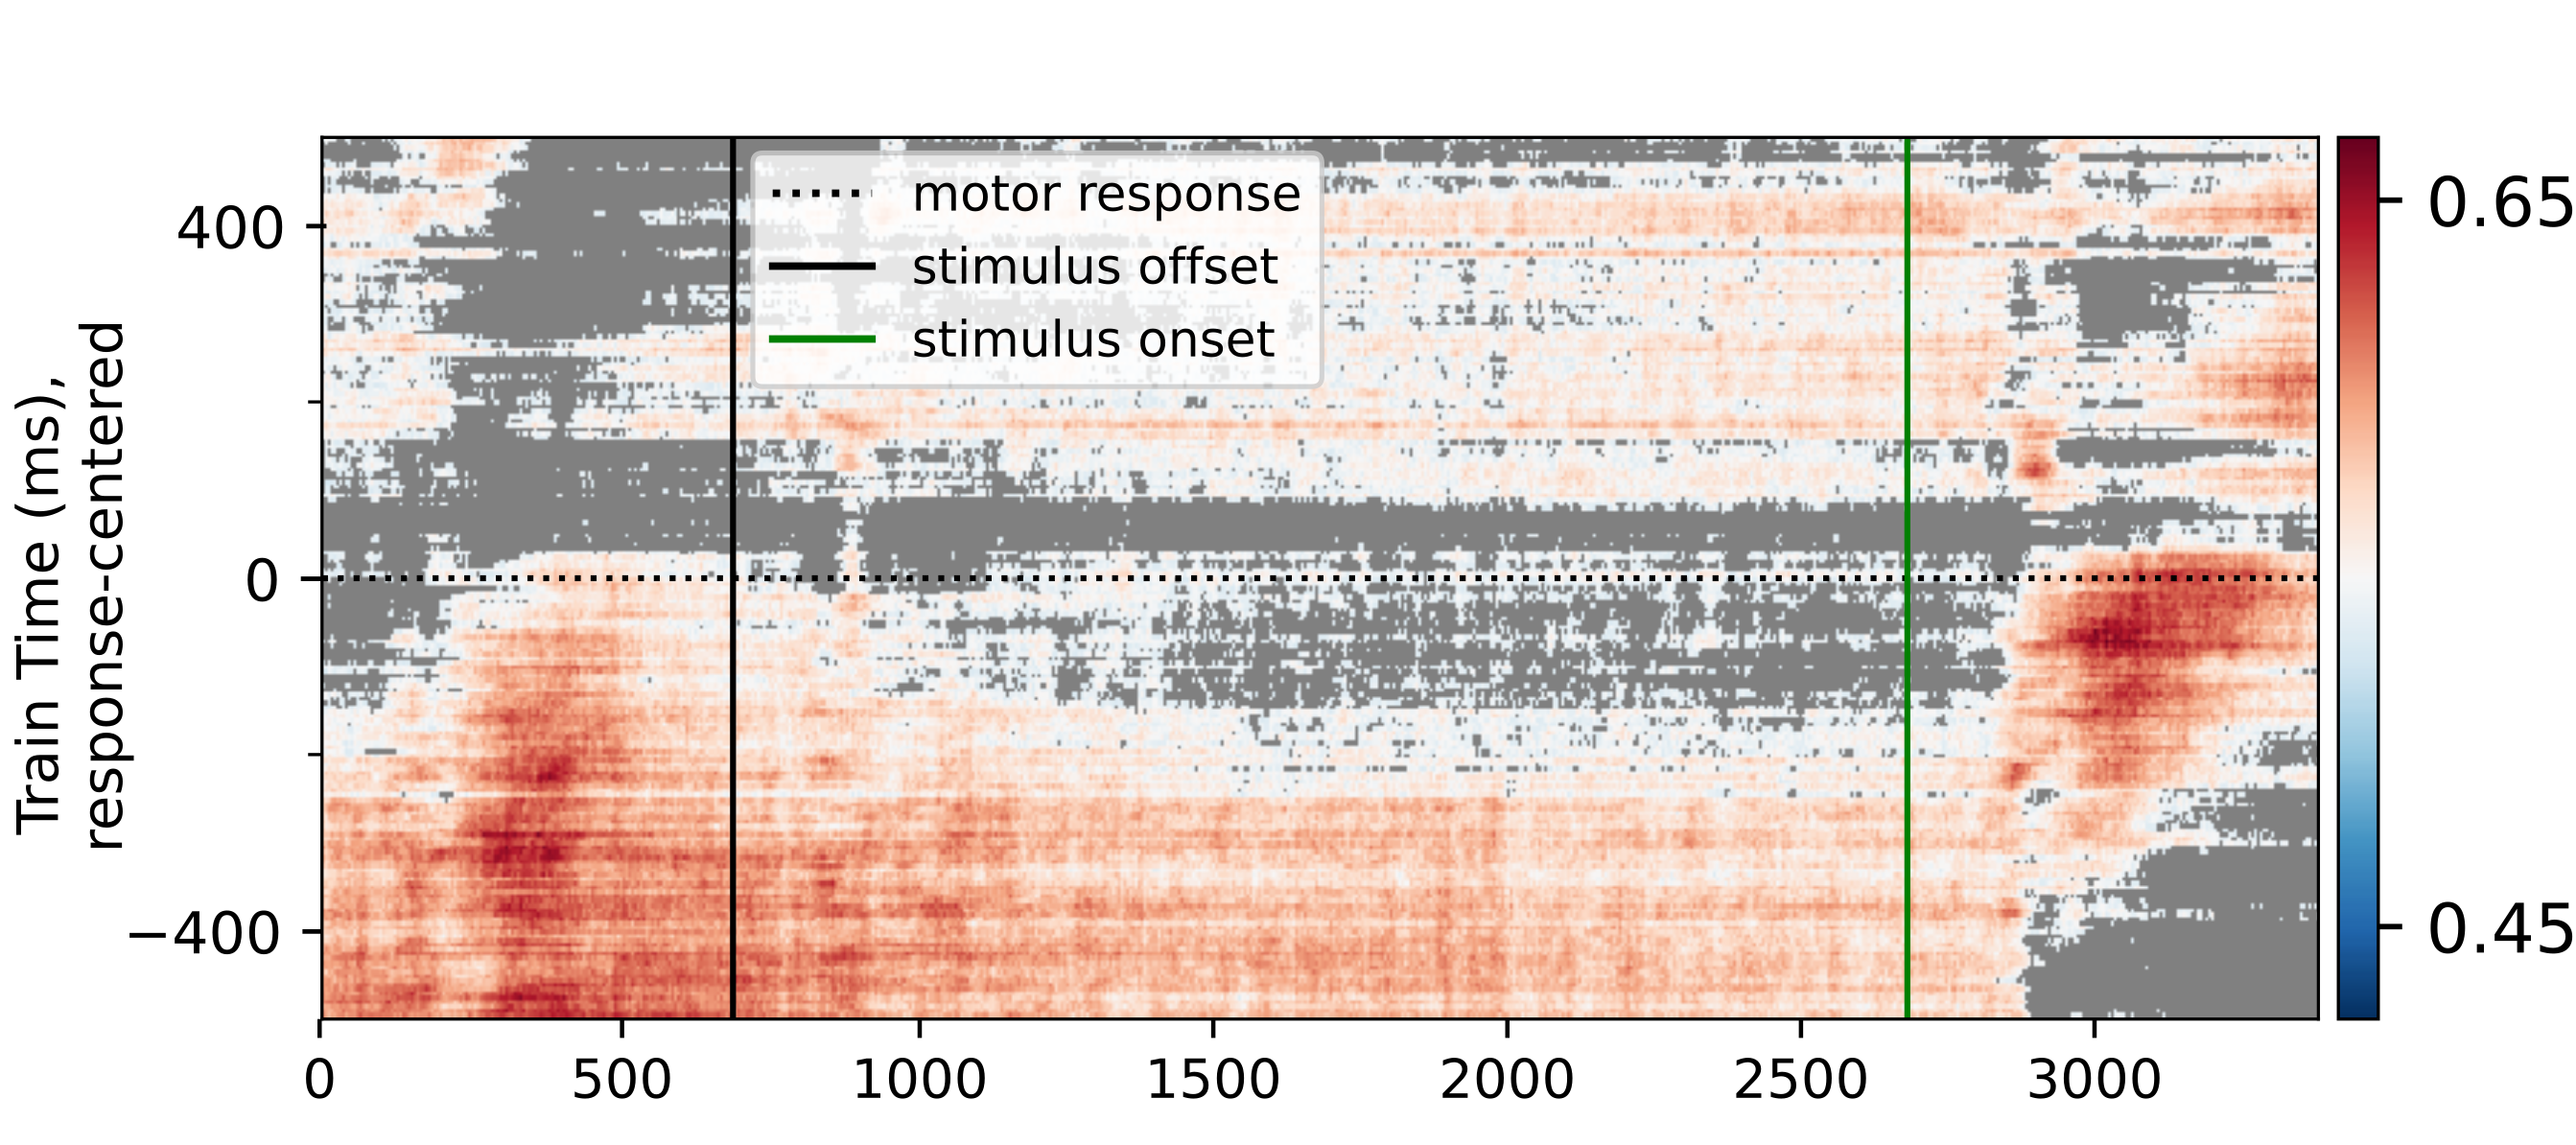 Train Time (ms),
response-centered
400
0
−400
motor response
stimulus offset
stimulus onset
0 500 1000 1500 2000 2500 3000
0.65
0.45